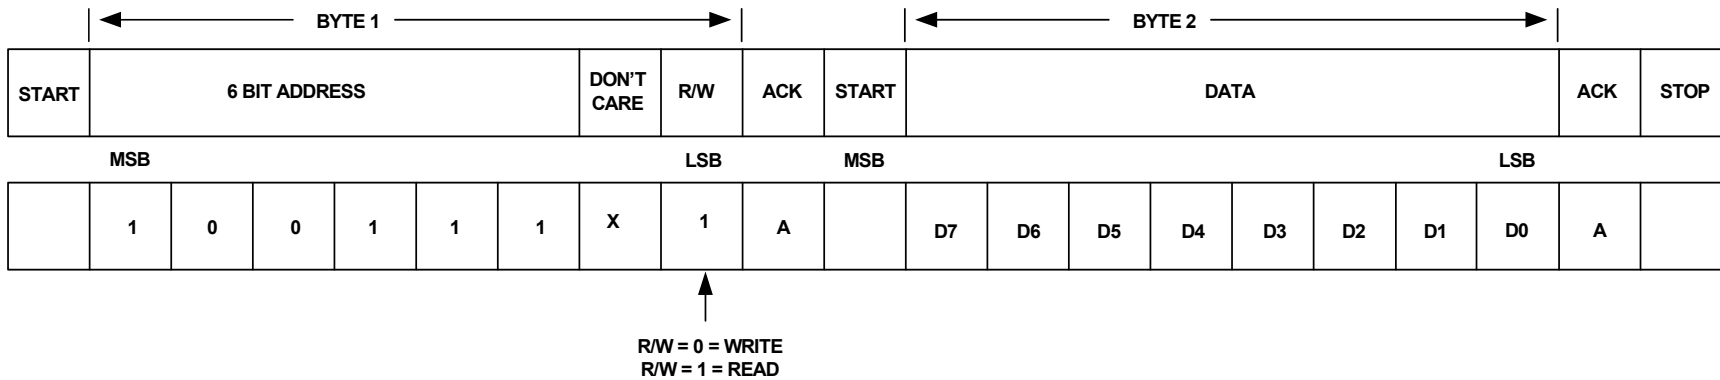 BYTE 1 BYTE 2
START 6 BIT ADDRESS DON'T CARE R/W ACK START DATA ACK STOP
MSB LSB MSB LSB
1 0 0 1 1 1 X 1 A D7 D6 D5 D4 D3 D2 D1 D0 A
R/W = 0 = WRITE
R/W = 1 = READ